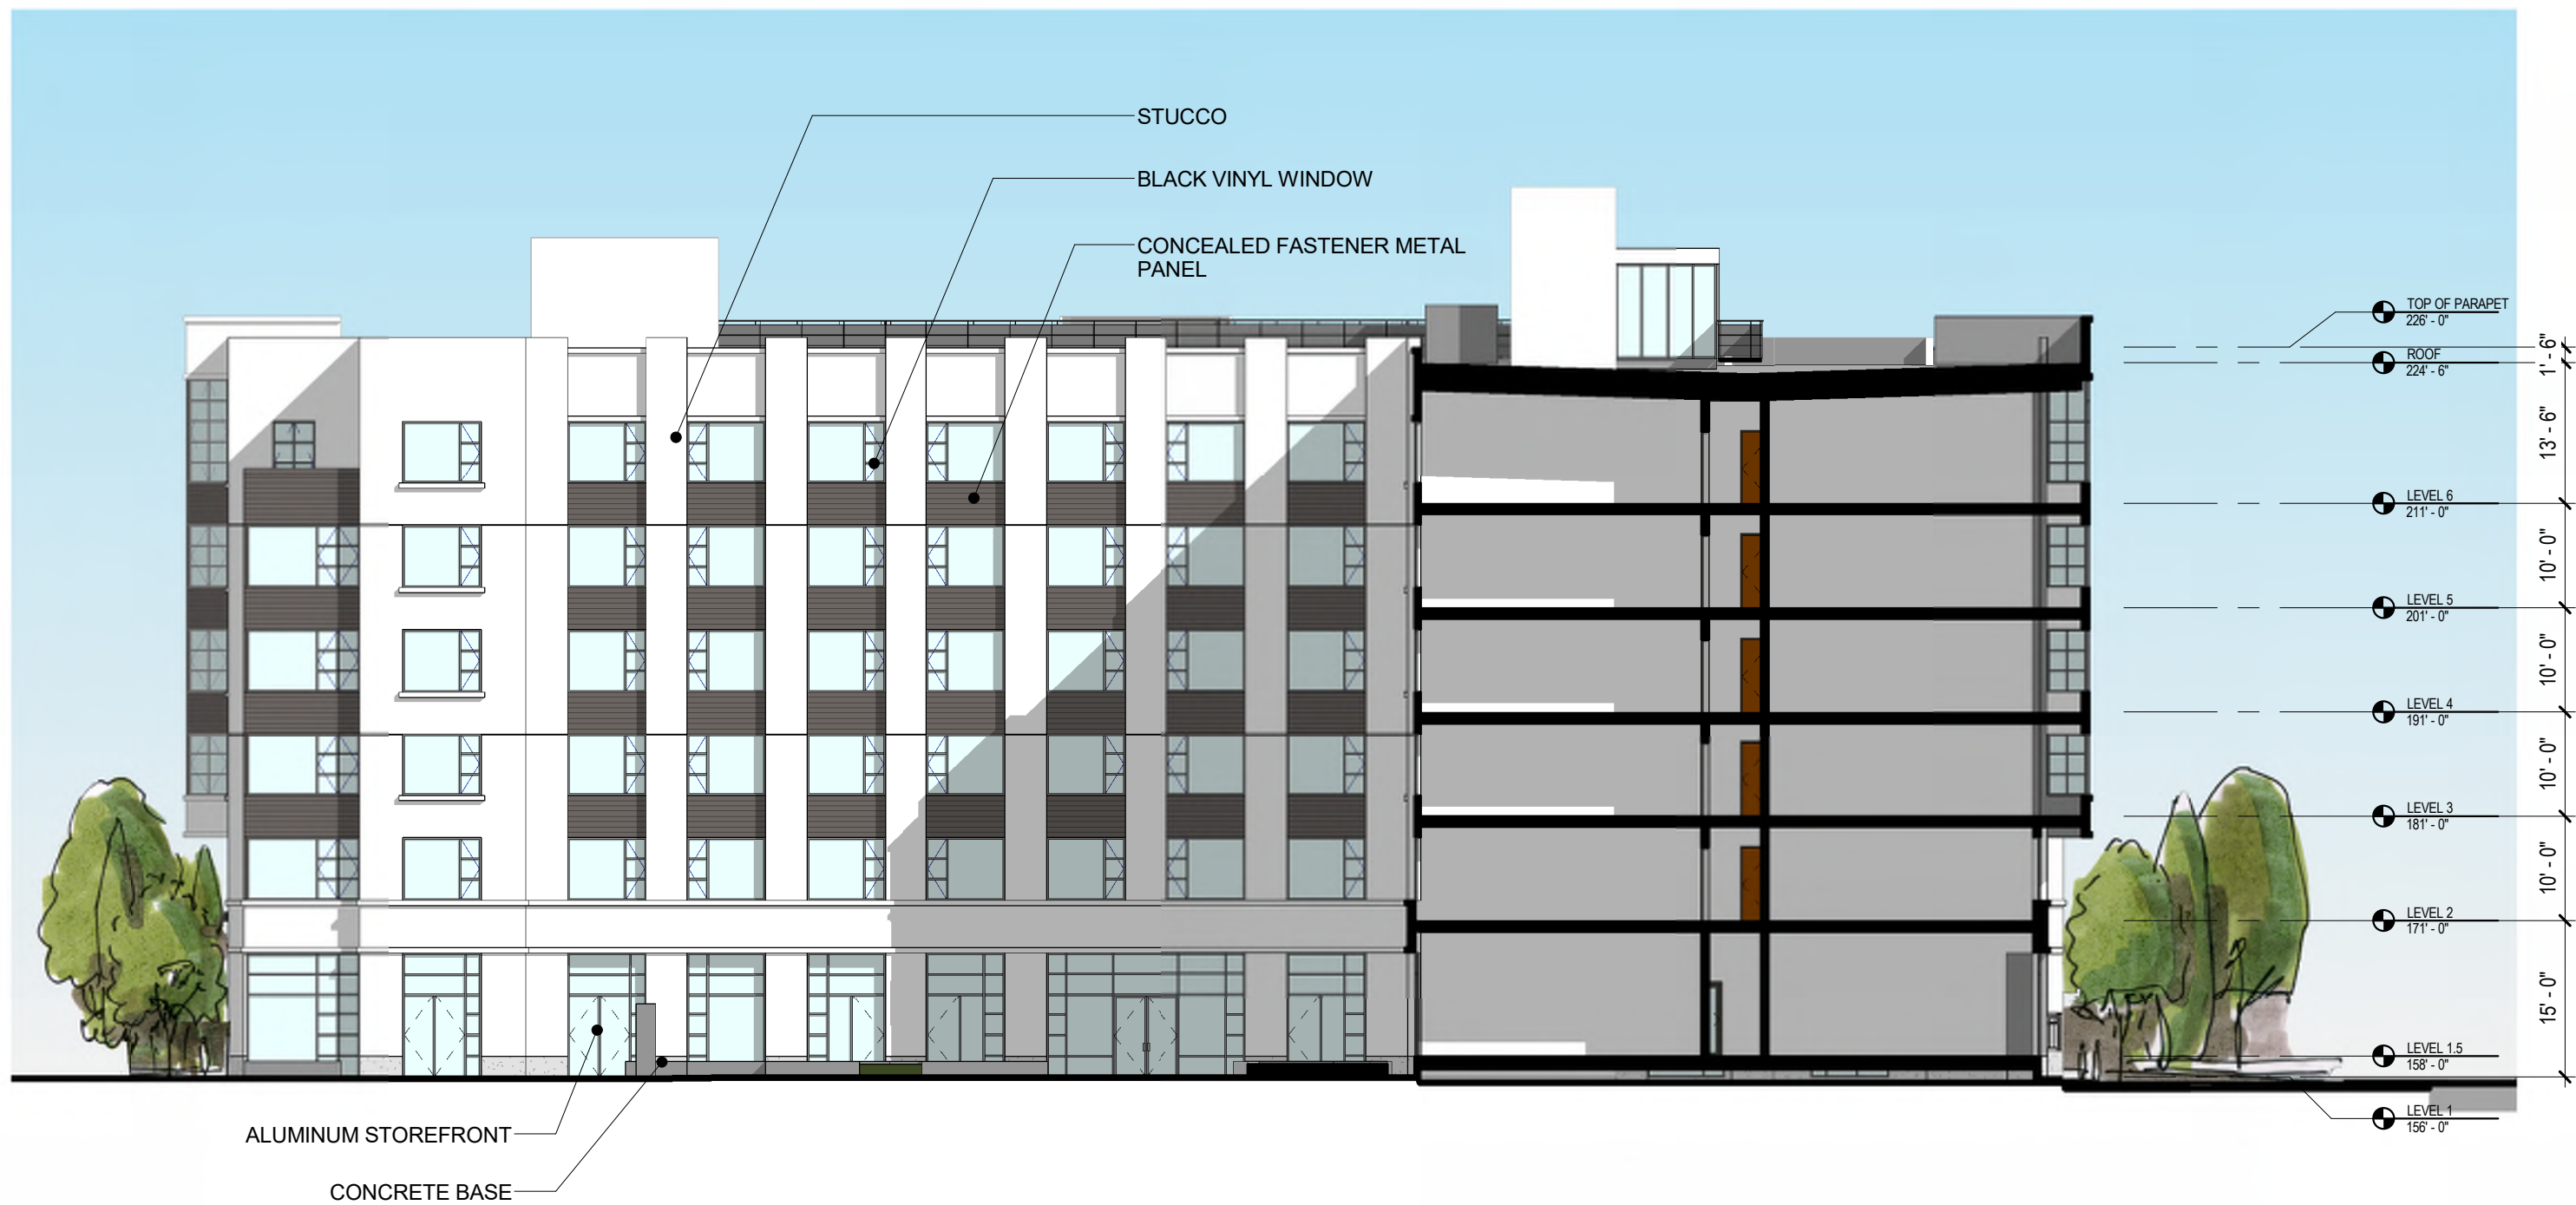 STUCCO
BLACK VINYL WINDOW
CONCEALED FASTENER METAL
PANEL
TOP OF PARAPET
226' - 0"
1' - 6"
ROOF
224' - 6"
13' - 6"
LEVEL 6
211' - 0"
10' - 0"
LEVEL 5
201' - 0"
10' - 0"
LEVEL 4
191' - 0"
10' - 0"
LEVEL 3
181' - 0"
10' - 0"
LEVEL 2
171' - 0"
15' - 0"
LEVEL 1.5
158' - 0"
LEVEL 1
156' - 0"
ALUMINUM STOREFRONT
CONCRETE BASE